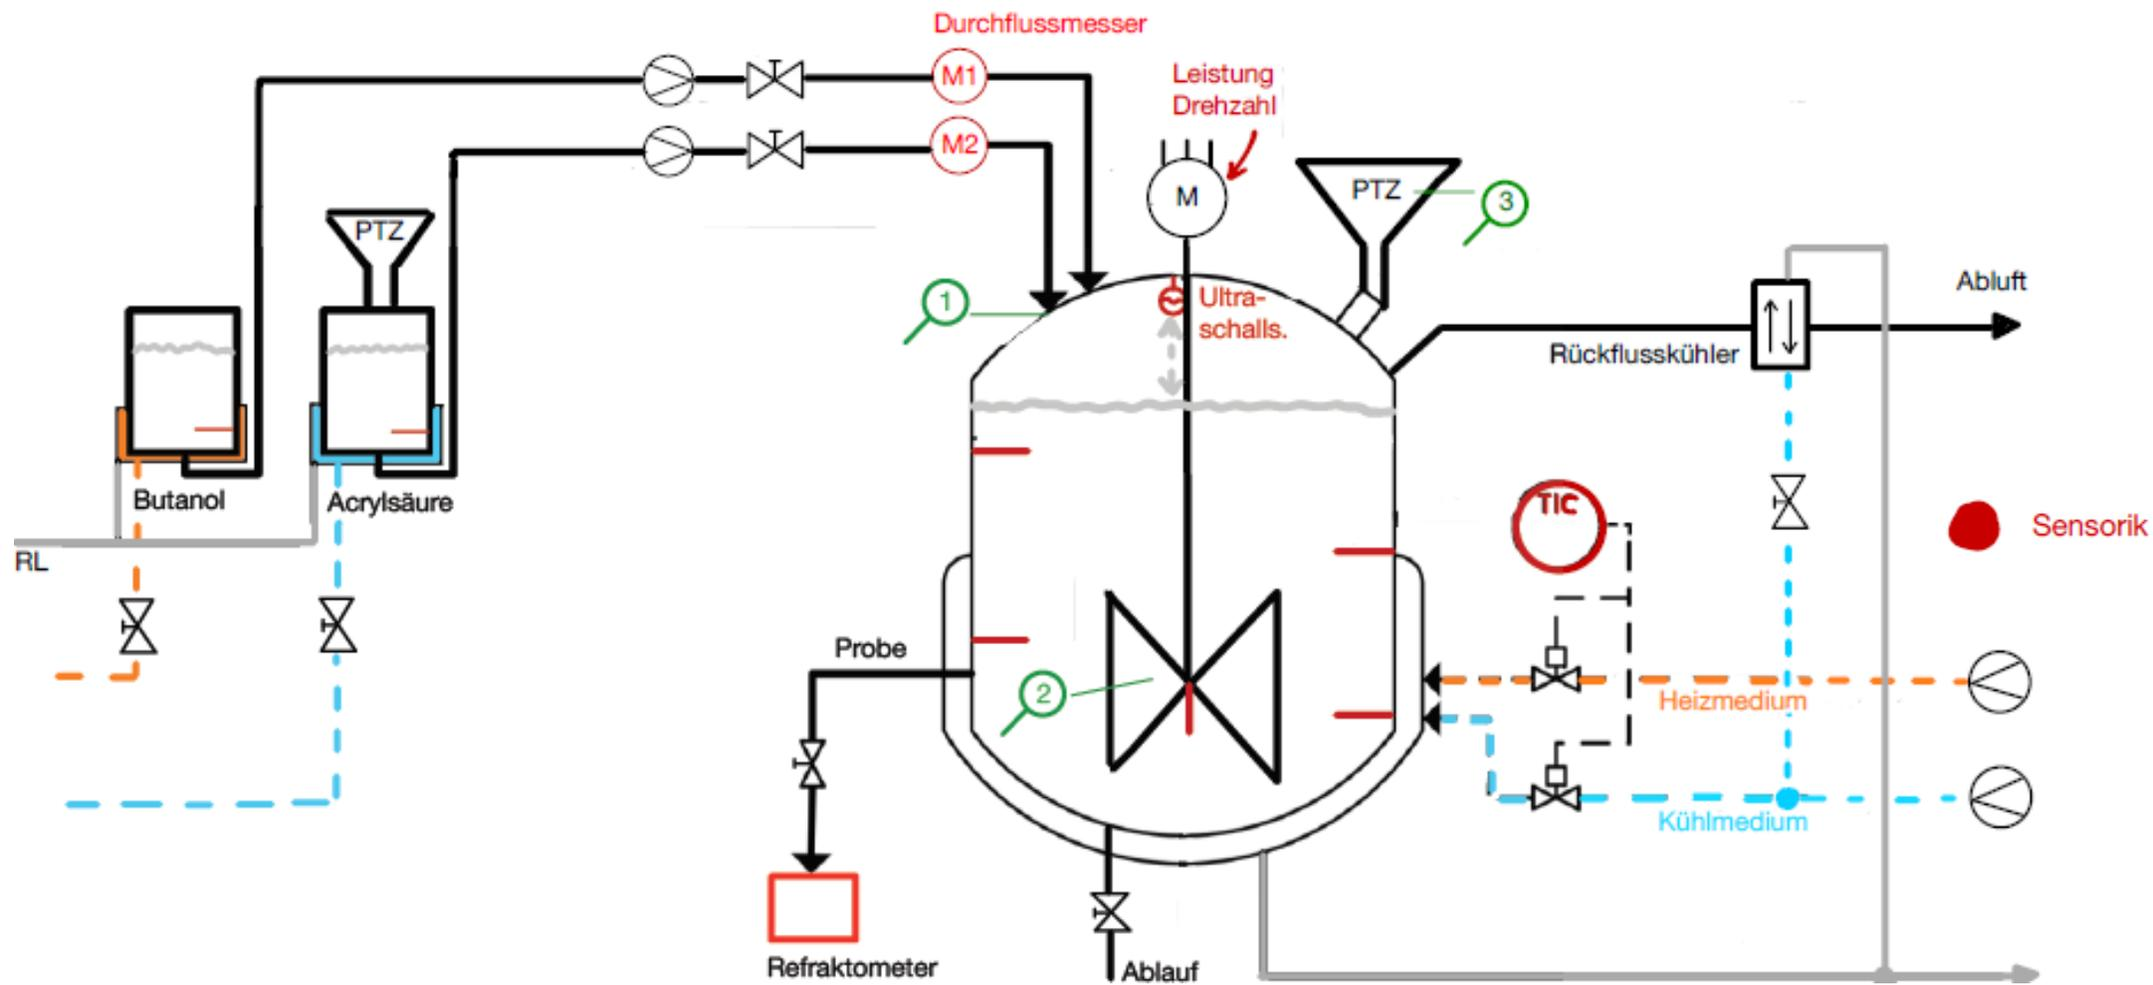 Durchflussmesser
M1
M2
Leistung
Drehzahl
M
PTZ
3
PTZ
1
Ultra-
schalls.
Abluft
Rückflusskühler
Butanol
Acrylsäure
RL
TIC
Sensorik
Probe
2
Heizmedium
Kühlmedium
Refraktometer
Ablauf